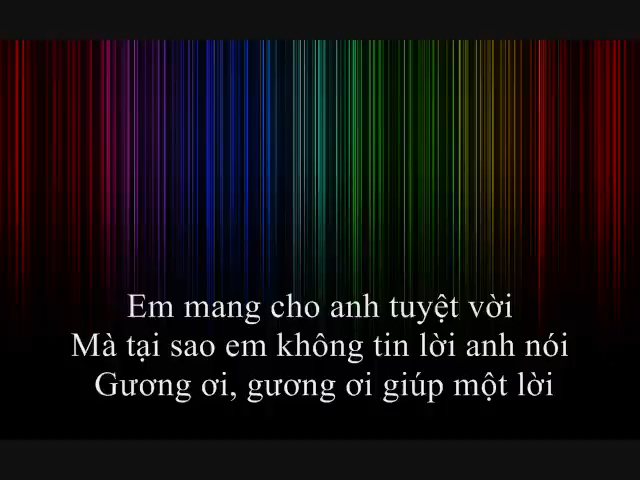 Em mang cho anh tuyệt vời
Mà tại sao em không tin lời anh nói
Gương ơi, gương ơi giúp một lời